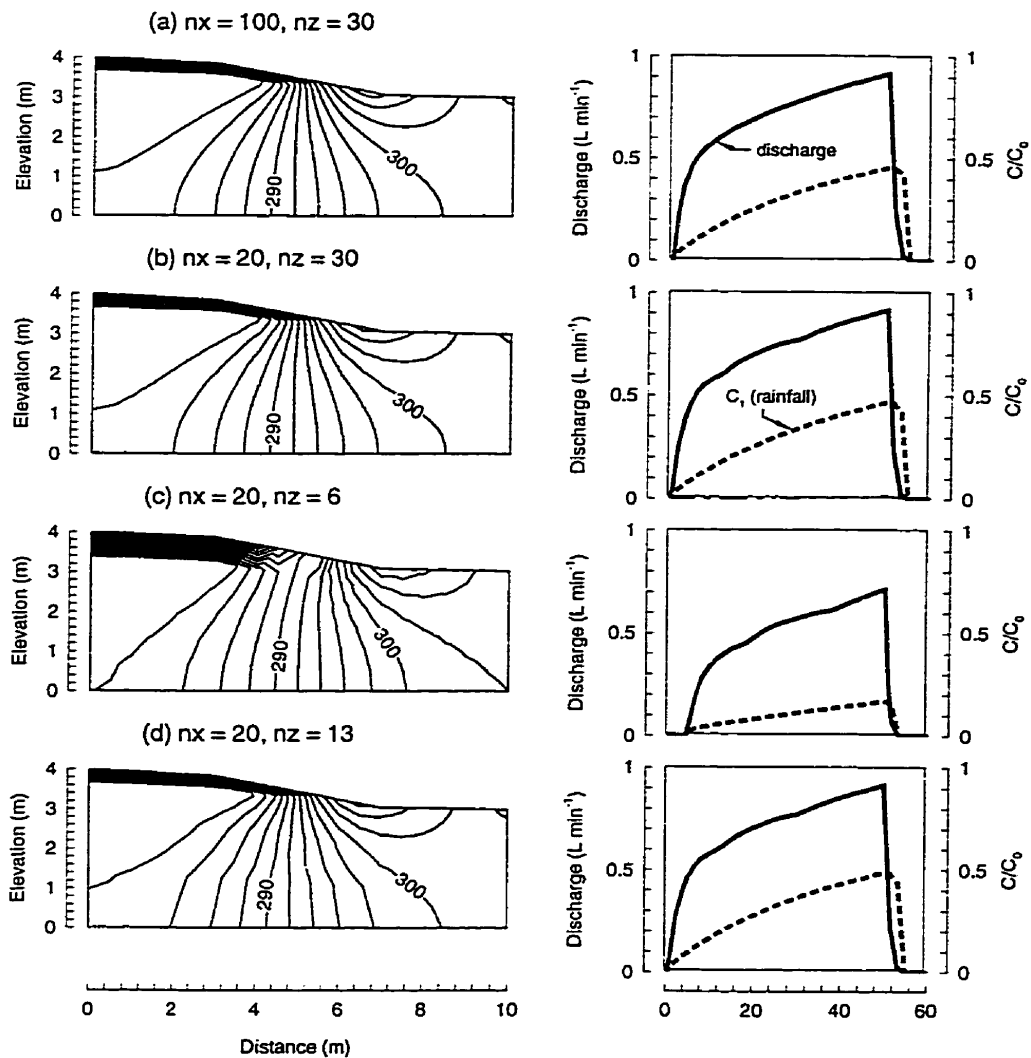 (a) nx = 100, nz = 30
Elevation (m)
4
3
2
1
0
290
300
Discharge (L min⁻¹)
1
0.5
0
discharge
1
0.5
0
C/C₀
(b) nx = 20, nz = 30
Elevation (m)
4
3
2
1
0
290
300
Discharge (L min⁻¹)
1
0.5
0
C₁ (rainfall)
1
0.5
0
C/C₀
(c) nx = 20, nz = 6
Elevation (m)
4
3
2
1
0
290
300
Discharge (L min⁻¹)
1
0.5
0
1
0.5
0
C/C₀
(d) nx = 20, nz = 13
Elevation (m)
4
3
2
1
0
290
300
Discharge (L min⁻¹)
1
0.5
0
1
0.5
0
C/C₀
0 2 4 6 8 10
Distance (m)
0 20 40 60